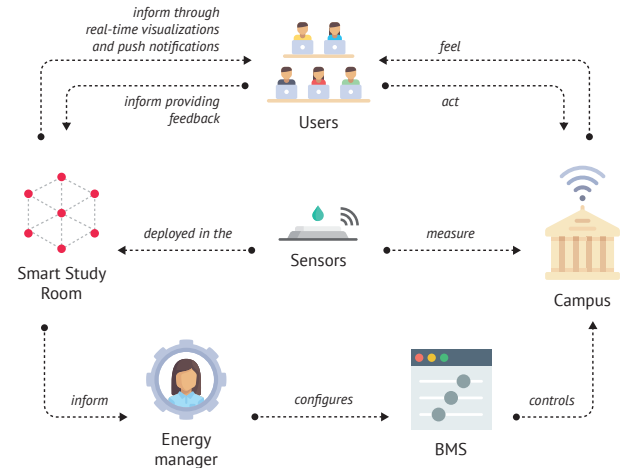 inform through
real-time visualizations
and push notifications
feel
inform providing
feedback
act
Users
deployed in the
measure
Sensors
Smart Study
Room
Campus
inform
configures
controls
Energy
manager
BMS